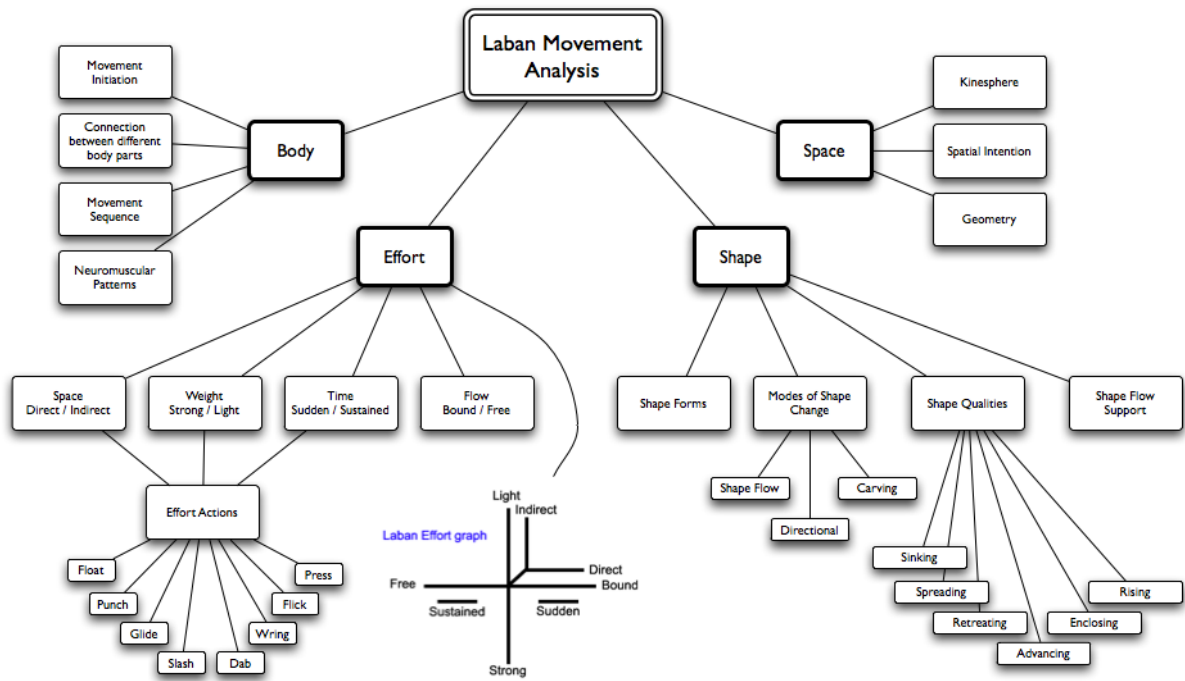 Laban Movement
Analysis
Movement
Initiation
Connection
between different
body parts
Movement
Sequence
Neuromuscular
Patterns
Body
Space
Kinesphere
Spatial Intention
Geometry
Effort
Shape
Space
Direct / Indirect
Weight
Strong / Light
Time
Sudden / Sustained
Flow
Bound / Free
Shape Forms
Modes of Shape
Change
Shape Qualities
Shape Flow
Support
Effort Actions
Float
Punch
Glide
Slash
Dab
Wring
Flick
Press
Laban Effort graph
Light
Indirect
Direct
Free
Bound
Sustained
Sudden
Strong
Shape Flow
Directional
Carving
Sinking
Spreading
Retreating
Advancing
Enclosing
Rising